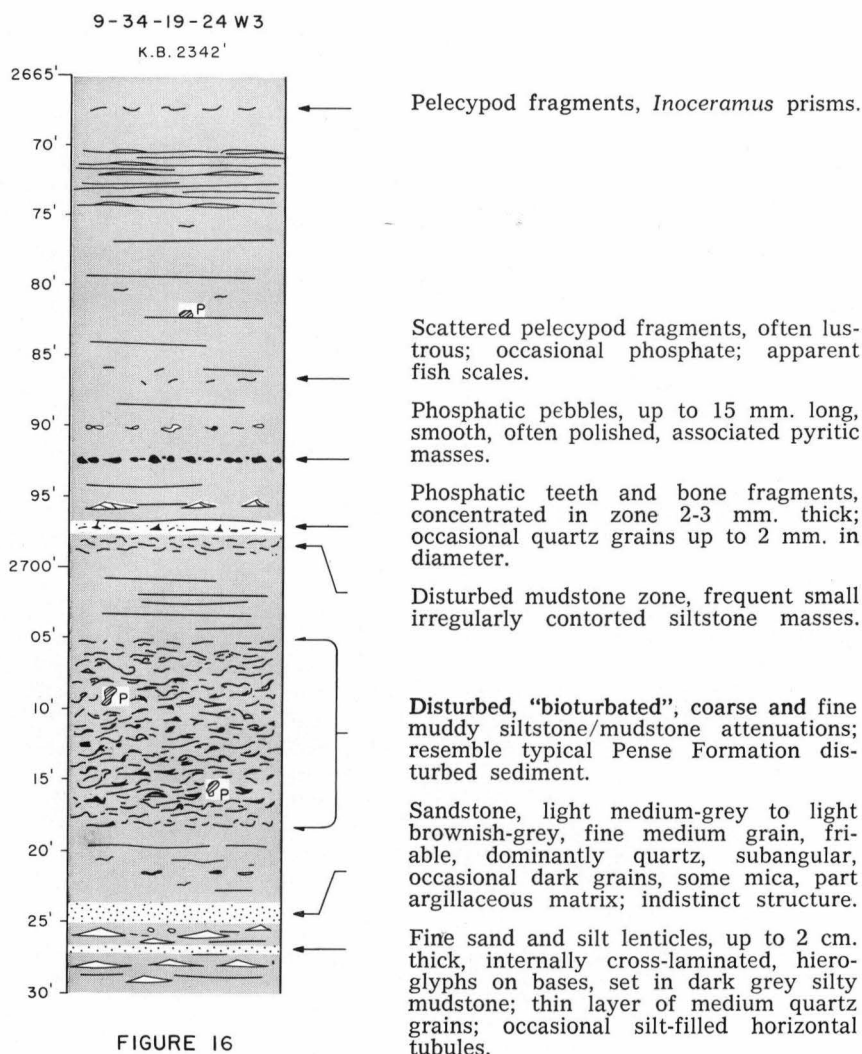 9-34-19-24 W3
K.B. 2342'
2665'
70'
75'
80'
85'
90'
95'
2700'
05'
10'
15'
20'
25'
30'
P
P
P
Pelecypod fragments, Inoceramus prisms.
Scattered pelecypod fragments, often lus-
trous; occasional phosphate; apparent
fish scales.
Phosphatic pebbles, up to 15 mm. long,
smooth, often polished, associated pyritic
masses.
Phosphatic teeth and bone fragments,
concentrated in zone 2-3 mm. thick;
occasional quartz grains up to 2 mm. in
diameter.
Disturbed mudstone zone, frequent small
irregularly contorted siltstone masses.
Disturbed, “bioturbated”, coarse and fine
muddy siltstone/mudstone attenuations;
resemble typical Pense Formation dis-
turbed sediment.
Sandstone, light medium-grey to light
brownish-grey, fine medium grain, fri-
able, dominantly quartz, subangular,
occasional dark grains, some mica, part
argillaceous matrix; indistinct structure.
Fine sand and silt lenticles, up to 2 cm.
thick, internally cross-laminated, hiero-
glyphs on bases, set in dark grey silty
mudstone; thin layer of medium quartz
grains; occasional silt-filled horizontal
tubules.
FIGURE 16